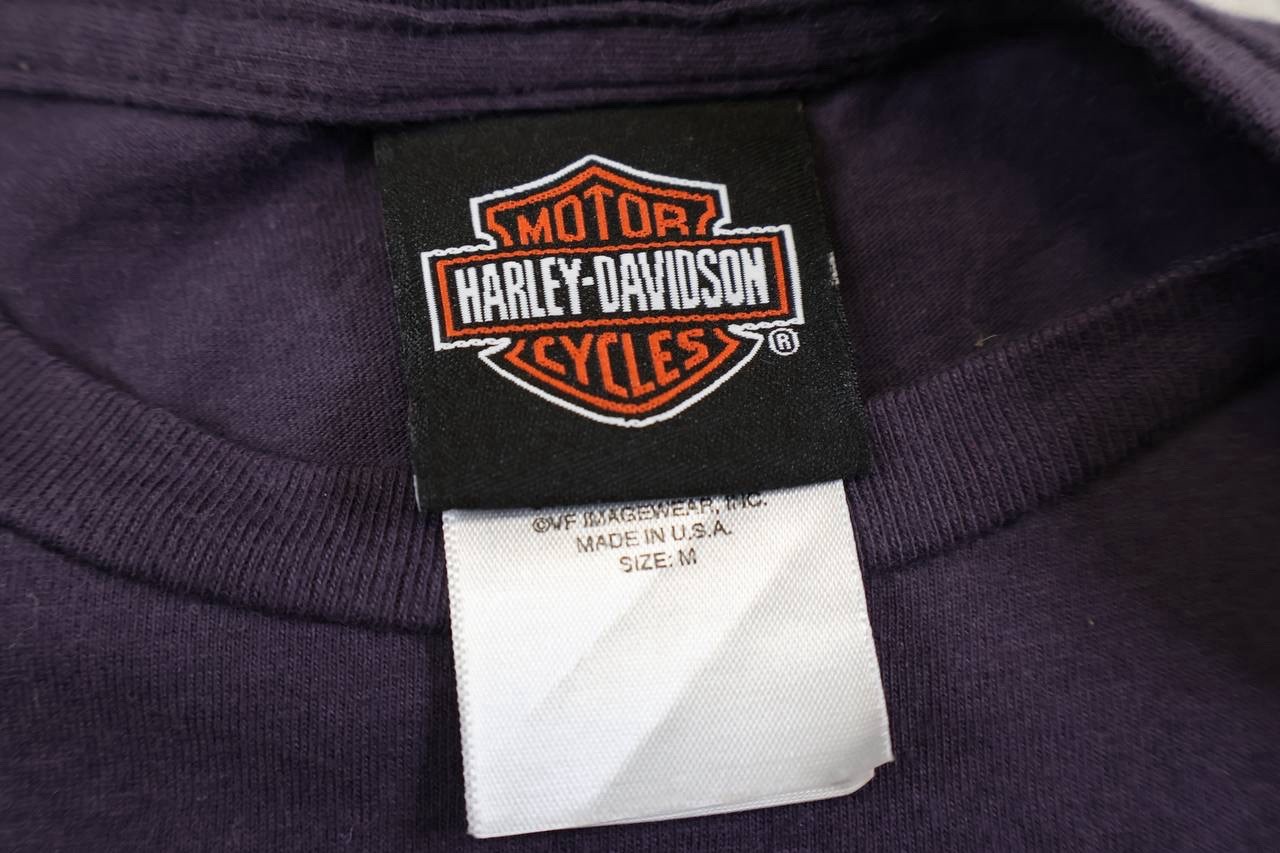 MOTOR
HARLEY-DAVIDSON
CYCLES
®
©VF IMAGEWEAR, INC.
MADE IN U.S.A.
SIZE: M